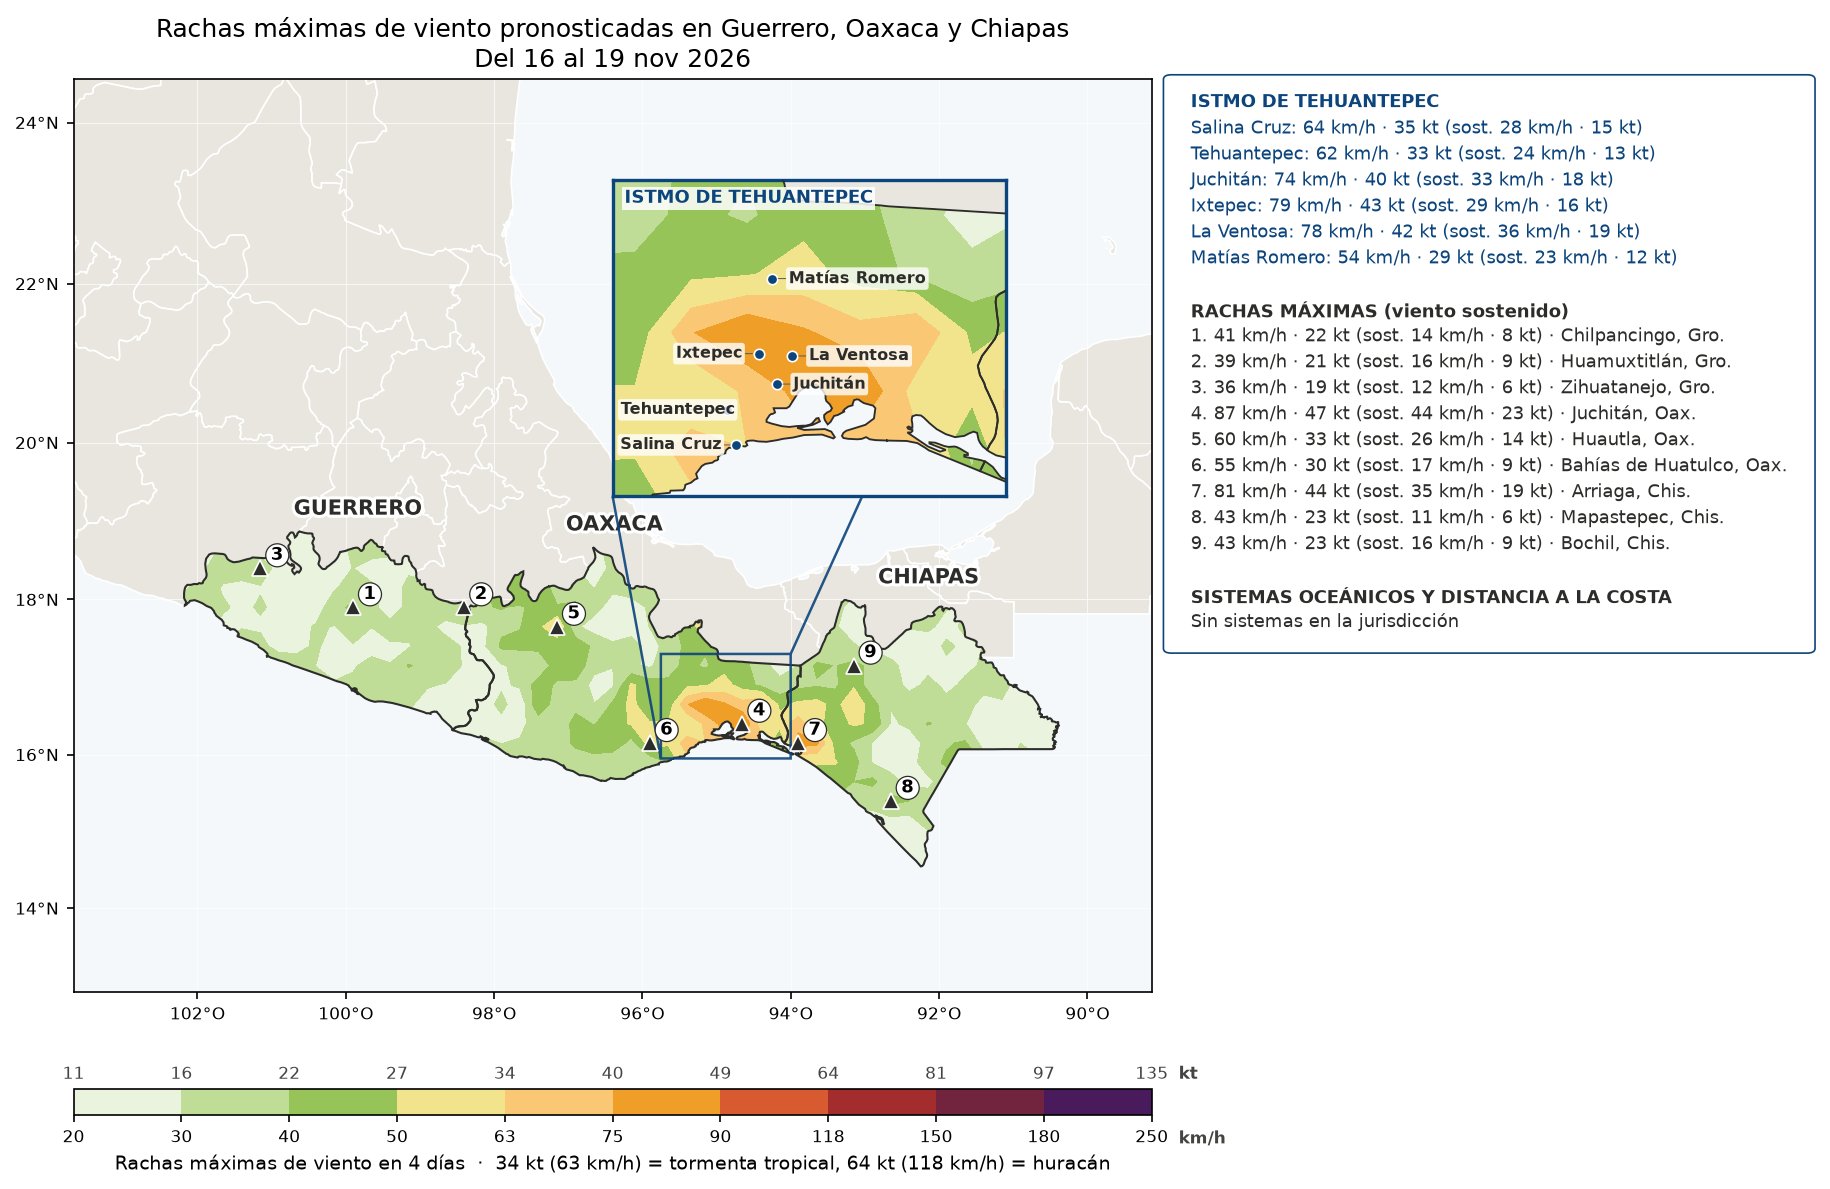 Rachas máximas de viento pronosticadas en Guerrero, Oaxaca y Chiapas
Del 16 al 19 nov 2026
24°N
22°N
20°N
18°N
16°N
14°N
102°O
100°O
98°O
96°O
94°O
92°O
90°O
ISTMO DE TEHUANTEPEC
Matías Romero
Ixtepec
La Ventosa
Juchitán
Tehuantepec
Salina Cruz
GUERRERO
OAXACA
CHIAPAS
3
1
2
5
9
4
6
7
8
ISTMO DE TEHUANTEPEC
Salina Cruz: 64 km/h · 35 kt (sost. 28 km/h · 15 kt)
Tehuantepec: 62 km/h · 33 kt (sost. 24 km/h · 13 kt)
Juchitán: 74 km/h · 40 kt (sost. 33 km/h · 18 kt)
Ixtepec: 79 km/h · 43 kt (sost. 29 km/h · 16 kt)
La Ventosa: 78 km/h · 42 kt (sost. 36 km/h · 19 kt)
Matías Romero: 54 km/h · 29 kt (sost. 23 km/h · 12 kt)
RACHAS MÁXIMAS (viento sostenido)
1. 41 km/h · 22 kt (sost. 14 km/h · 8 kt) · Chilpancingo, Gro.
2. 39 km/h · 21 kt (sost. 16 km/h · 9 kt) · Huamuxtitlán, Gro.
3. 36 km/h · 19 kt (sost. 12 km/h · 6 kt) · Zihuatanejo, Gro.
4. 87 km/h · 47 kt (sost. 44 km/h · 23 kt) · Juchitán, Oax.
5. 60 km/h · 33 kt (sost. 26 km/h · 14 kt) · Huautla, Oax.
6. 55 km/h · 30 kt (sost. 17 km/h · 9 kt) · Bahías de Huatulco, Oax.
7. 81 km/h · 44 kt (sost. 35 km/h · 19 kt) · Arriaga, Chis.
8. 43 km/h · 23 kt (sost. 11 km/h · 6 kt) · Mapastepec, Chis.
9. 43 km/h · 23 kt (sost. 16 km/h · 9 kt) · Bochil, Chis.
SISTEMAS OCEÁNICOS Y DISTANCIA A LA COSTA
Sin sistemas en la jurisdicción
11 16 22 27 34 40 49 64 81 97 135 kt
20 30 40 50 63 75 90 118 150 180 250 km/h
Rachas máximas de viento en 4 días · 34 kt (63 km/h) = tormenta tropical, 64 kt (118 km/h) = huracán